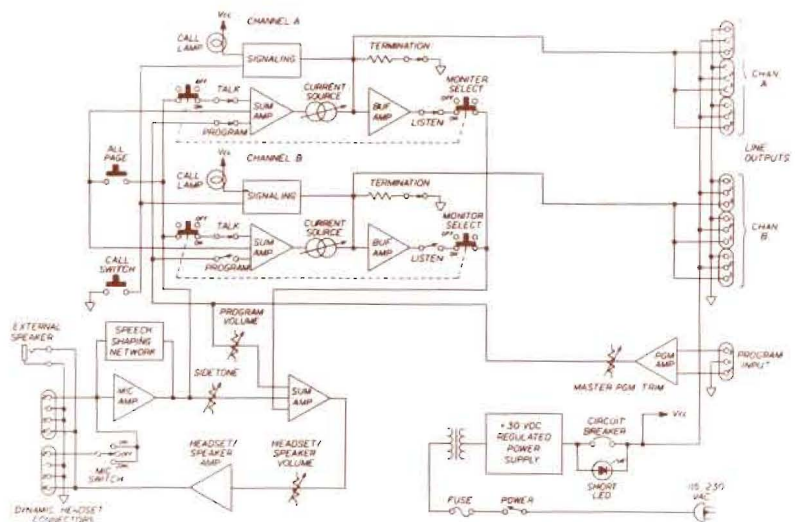 Vcc
CHANNEL A
CALL
LAMP
SIGNALING
TERMINATION
OFF
TALK
ON
CURRENT
SOURCE
MONITER
SELECT
OFF
SUM
AMP
BUF
AMP
ON
LISTEN
PROGRAM
ALL
PAGE
CHAN.
A
LINE
OUTPUTS
Vcc
CHANNEL B
CALL
LAMP
SIGNALING
TERMINATION
OFF
TALK
ON
CURRENT
SOURCE
MONITOR
SELECT
OFF
SUM
AMP
BUF
AMP
ON
LISTEN
PROGRAM
CHAN.
B
CALL
SWITCH
EXTERNAL
SPEAKER
SPEECH
SHAPING
NETWORK
PROGRAM
VOLUME
SIDETONE
MIC
AMP
SUM
AMP
PGM
AMP
PROGRAM
INPUT
MASTER PGM TRIM
ON
OFF
ON
MIC
SWITCH
HEADSET/
SPEAKER
AMP
HEADSET/
SPEAKER
VOLUME
DYNAMIC HEADSET
CONNECTORS
+30 VDC
REGULATED
POWER
SUPPLY
CIRCUIT
BREAKER
Vcc
SHORT
LED
FUSE
POWER
VAC